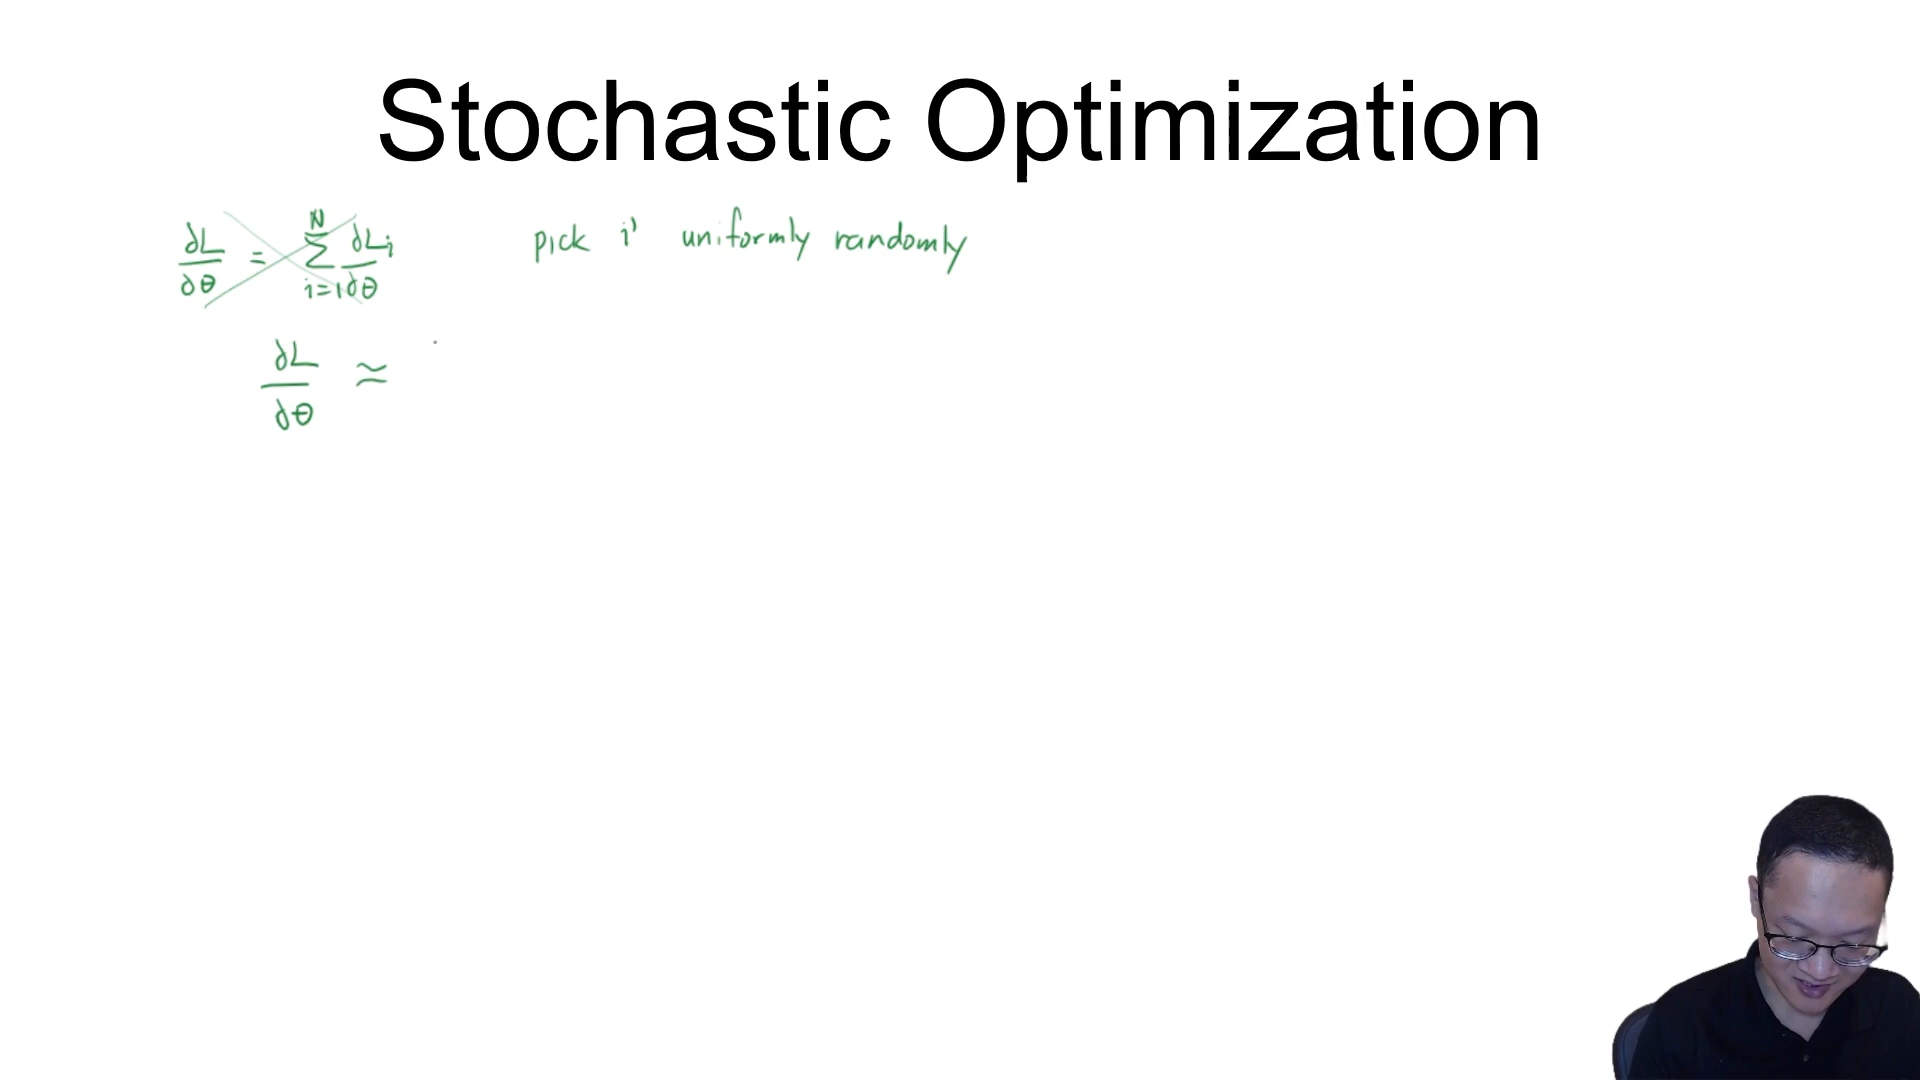 Stochastic Optimization
∂L/∂θ = Σ_{i=1}^{N} ∂L_i/∂θ pick i' uniformly randomly
∂L/∂θ ≈